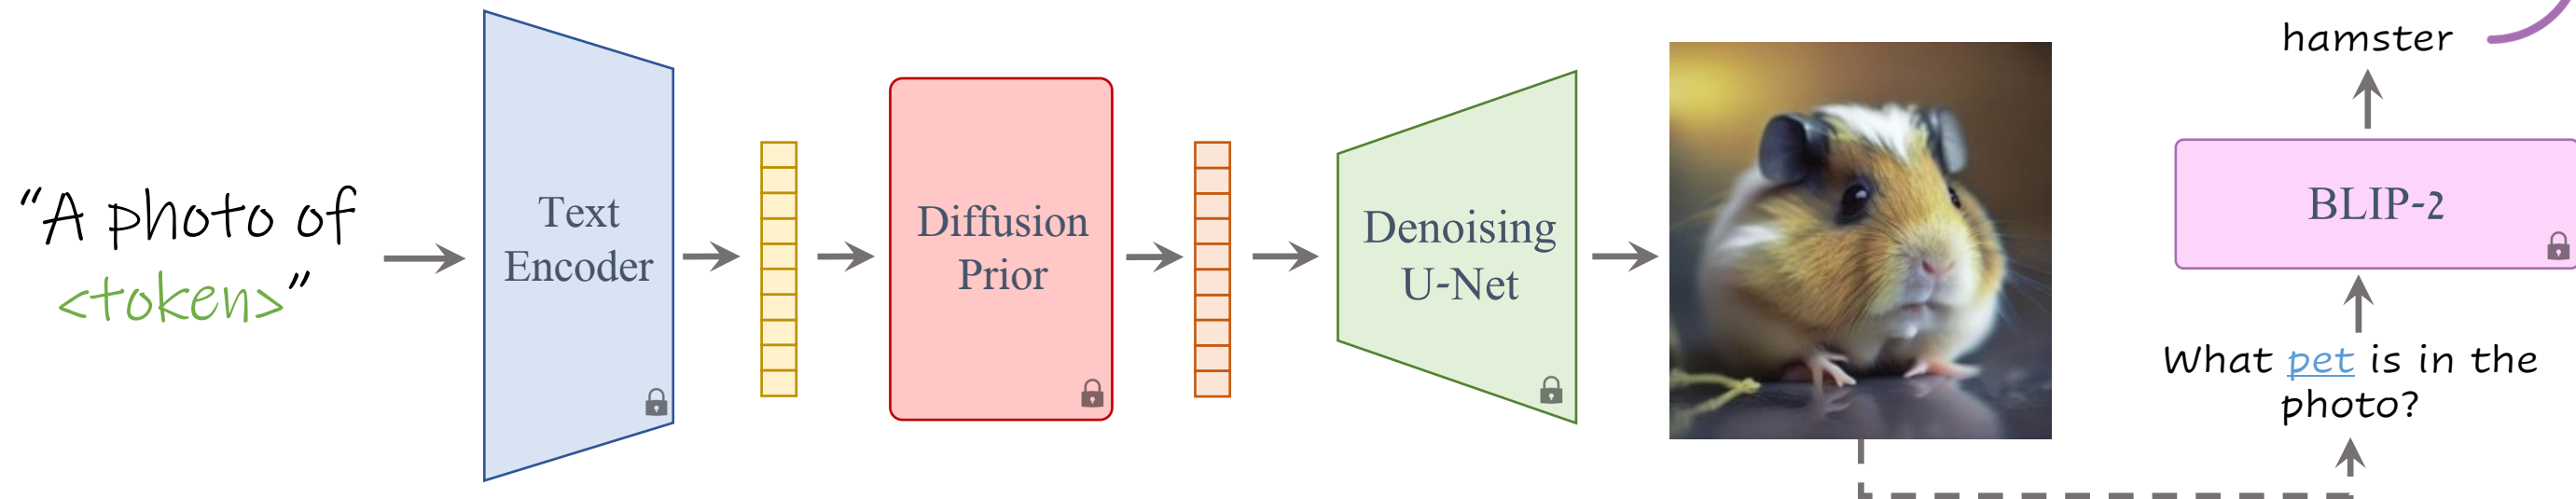 “A photo of
<token>”
Text
Encoder
Diffusion
Prior
Denoising
U-Net
hamster
BLIP-2
What pet is in the
photo?